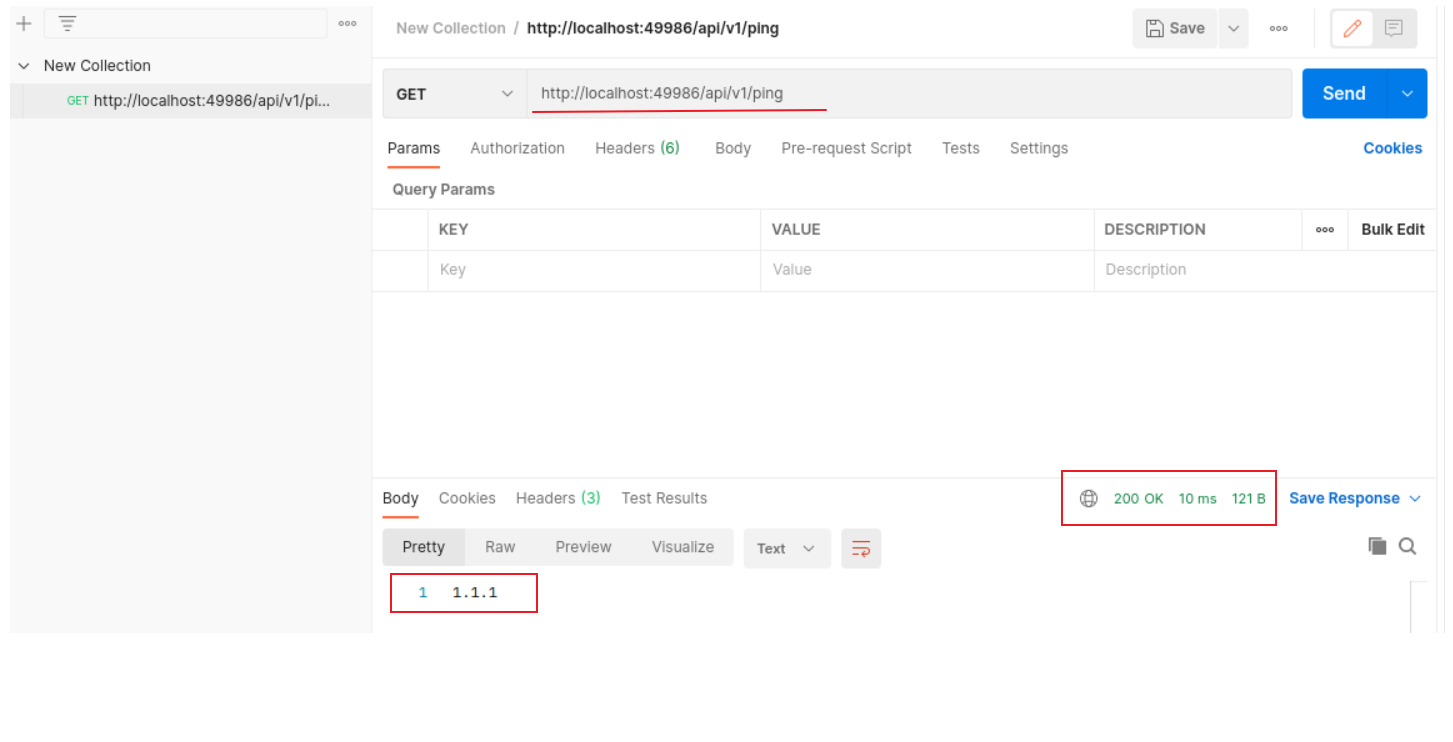 New Collection / http://localhost:49986/api/v1/ping Save
New Collection
GET http://localhost:49986/api/v1/pi...
GET http://localhost:49986/api/v1/ping Send
Params Authorization Headers (6) Body Pre-request Script Tests Settings Cookies
Query Params
KEY VALUE DESCRIPTION Bulk Edit
Key Value Description
Body Cookies Headers (3) Test Results 200 OK 10 ms 121 B Save Response
Pretty Raw Preview Visualize Text
1 1.1.1